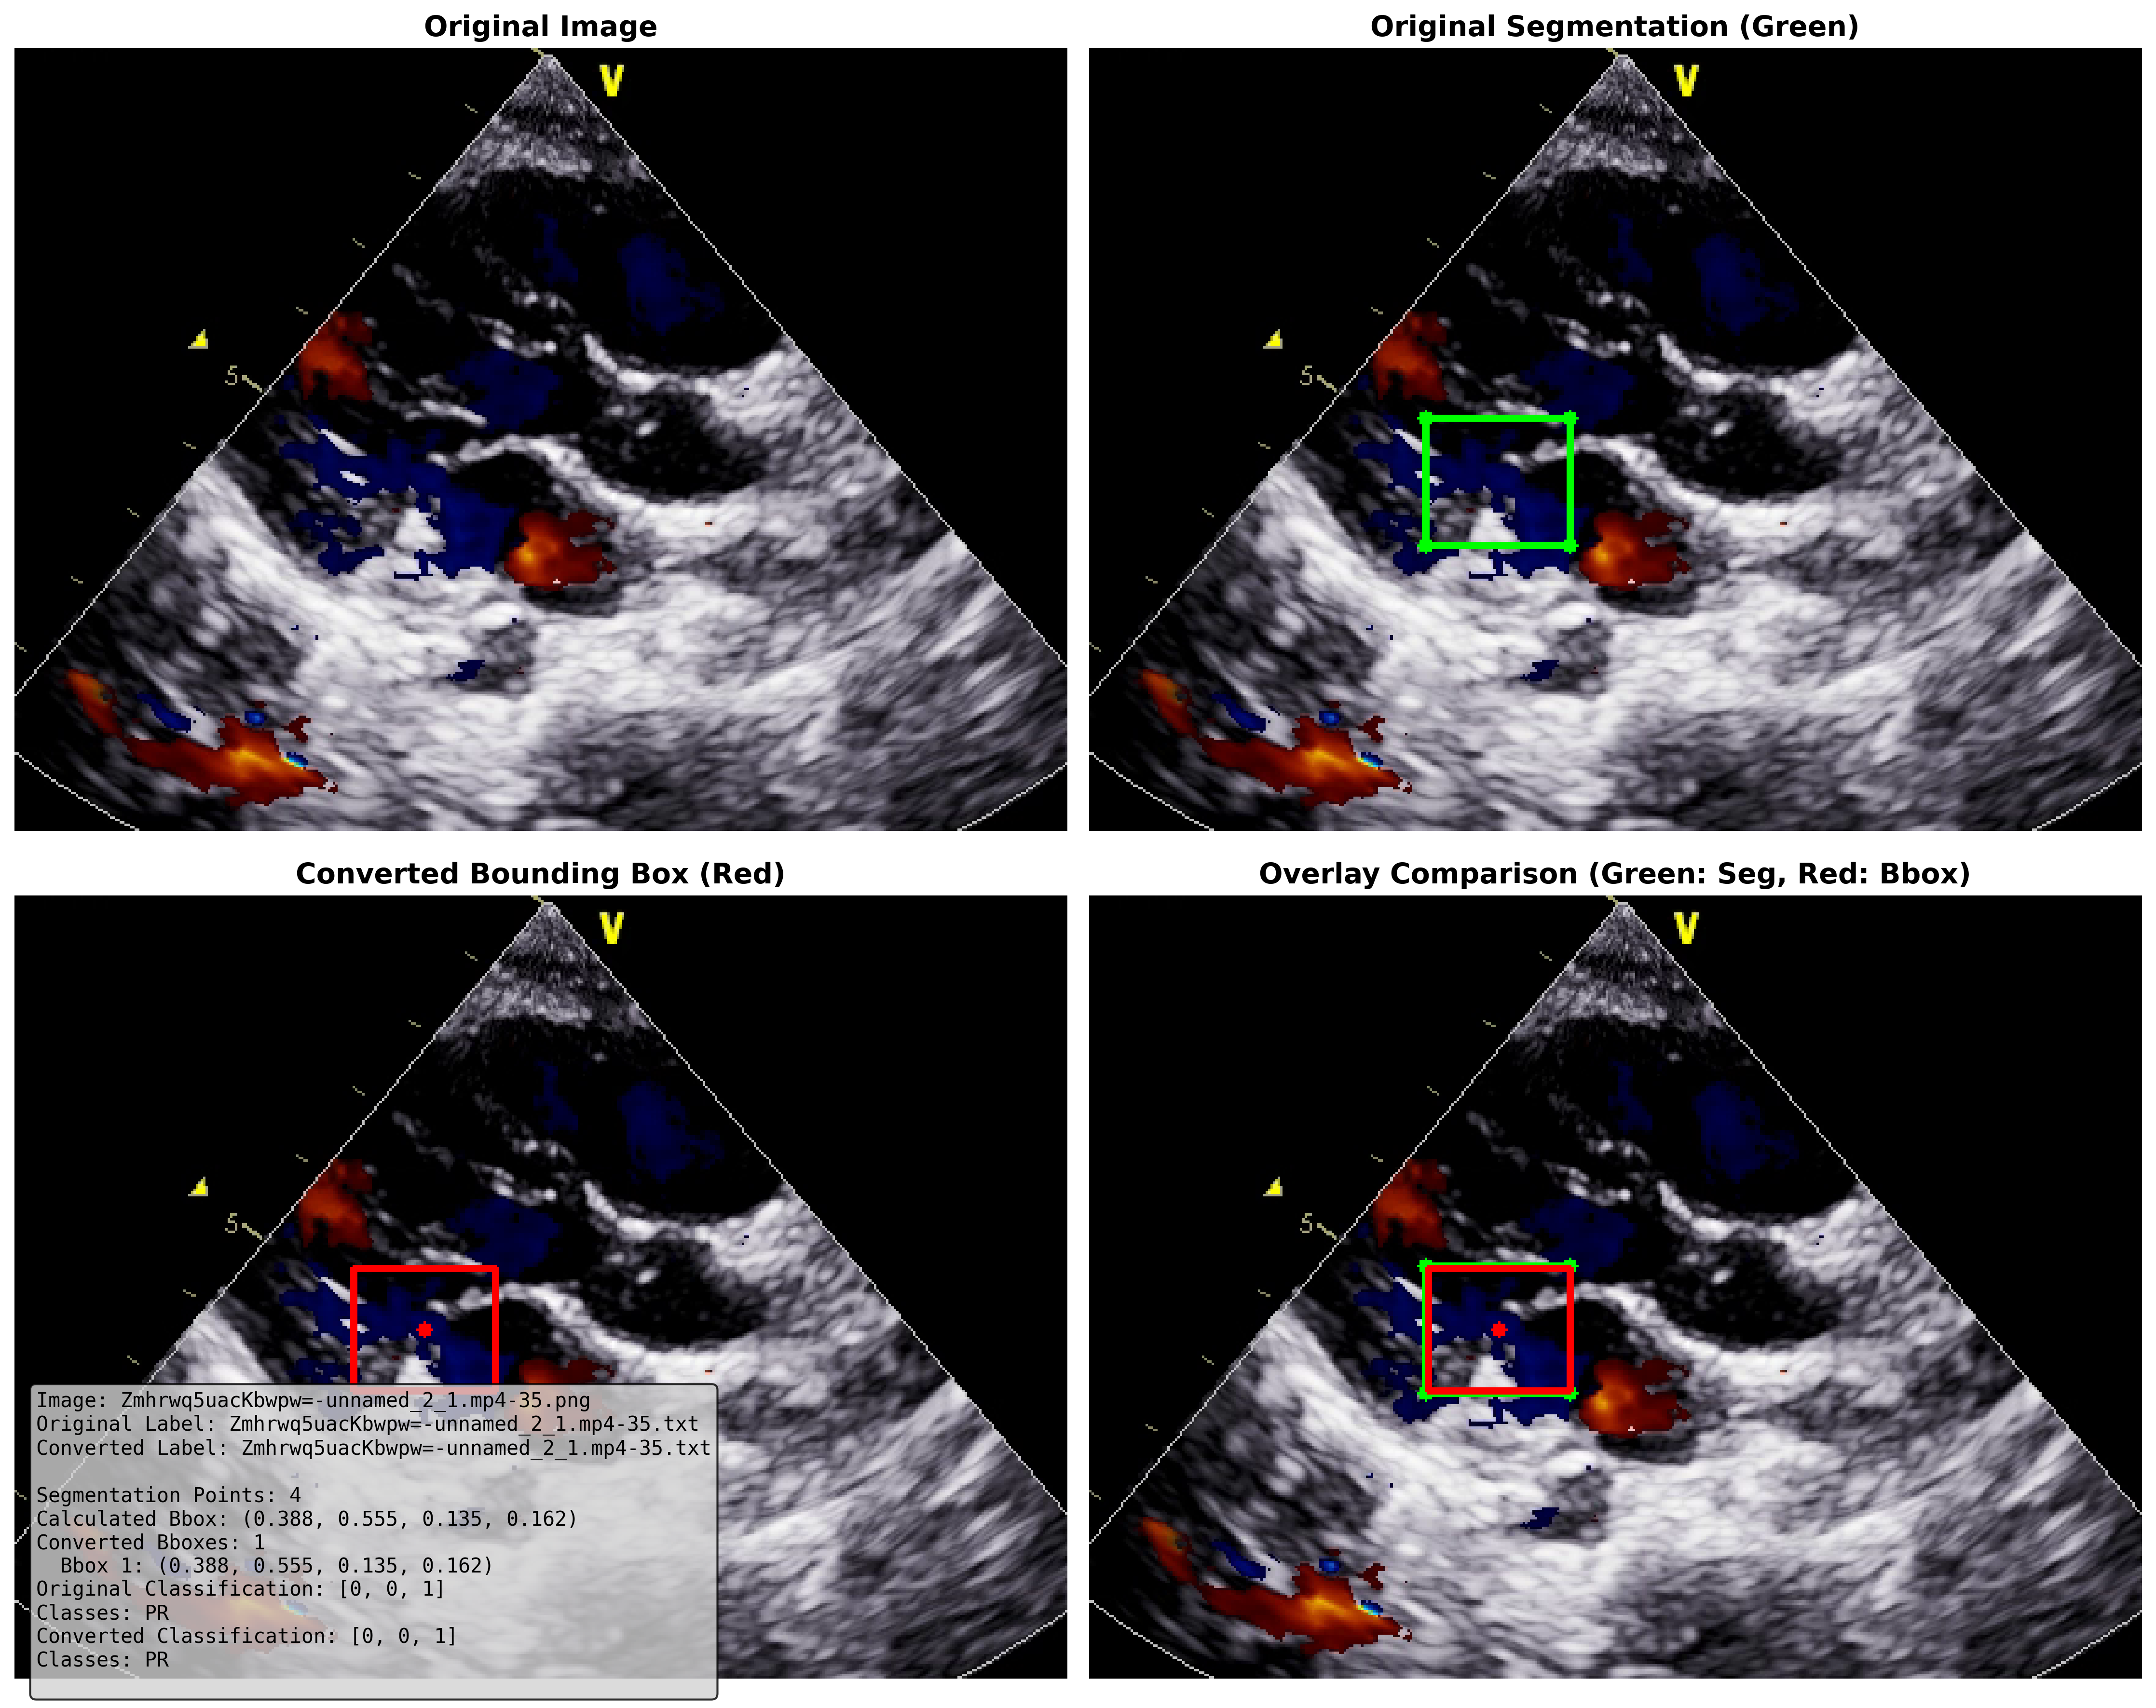 Original Image
Original Segmentation (Green)
V
5
V
5
Converted Bounding Box (Red)
Overlay Comparison (Green: Seg, Red: Bbox)
V
5
V
5
Image: Zmhrwq5uacKbwpw=-unnamed_2_1.mp4-35.png
Original Label: Zmhrwq5uacKbwpw=-unnamed_2_1.mp4-35.txt
Converted Label: Zmhrwq5uacKbwpw=-unnamed_2_1.mp4-35.txt
Segmentation Points: 4
Calculated Bbox: (0.388, 0.555, 0.135, 0.162)
Converted Bboxes: 1
Bbox 1: (0.388, 0.555, 0.135, 0.162)
Original Classification: [0, 0, 1]
Classes: PR
Converted Classification: [0, 0, 1]
Classes: PR